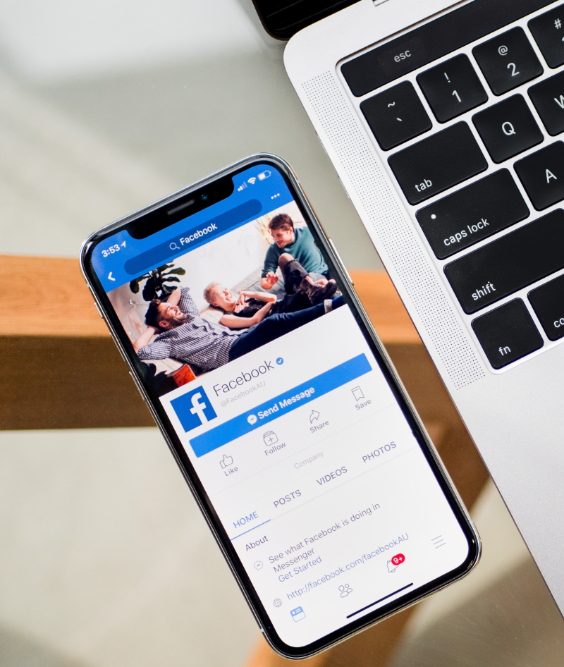 esc
~
`
!
1
@
2
#
Q
W
tab
A
caps lock
shift
fn
3:53
Facebook
Facebook
@FacebookAU
f
Send Message
Like
Follow
Share
Save
Company
HOME
POSTS
VIDEOS
PHOTOS
About
See what Facebook is doing in
Messenger
Get Started
http://facebook.com/facebookAU
9+